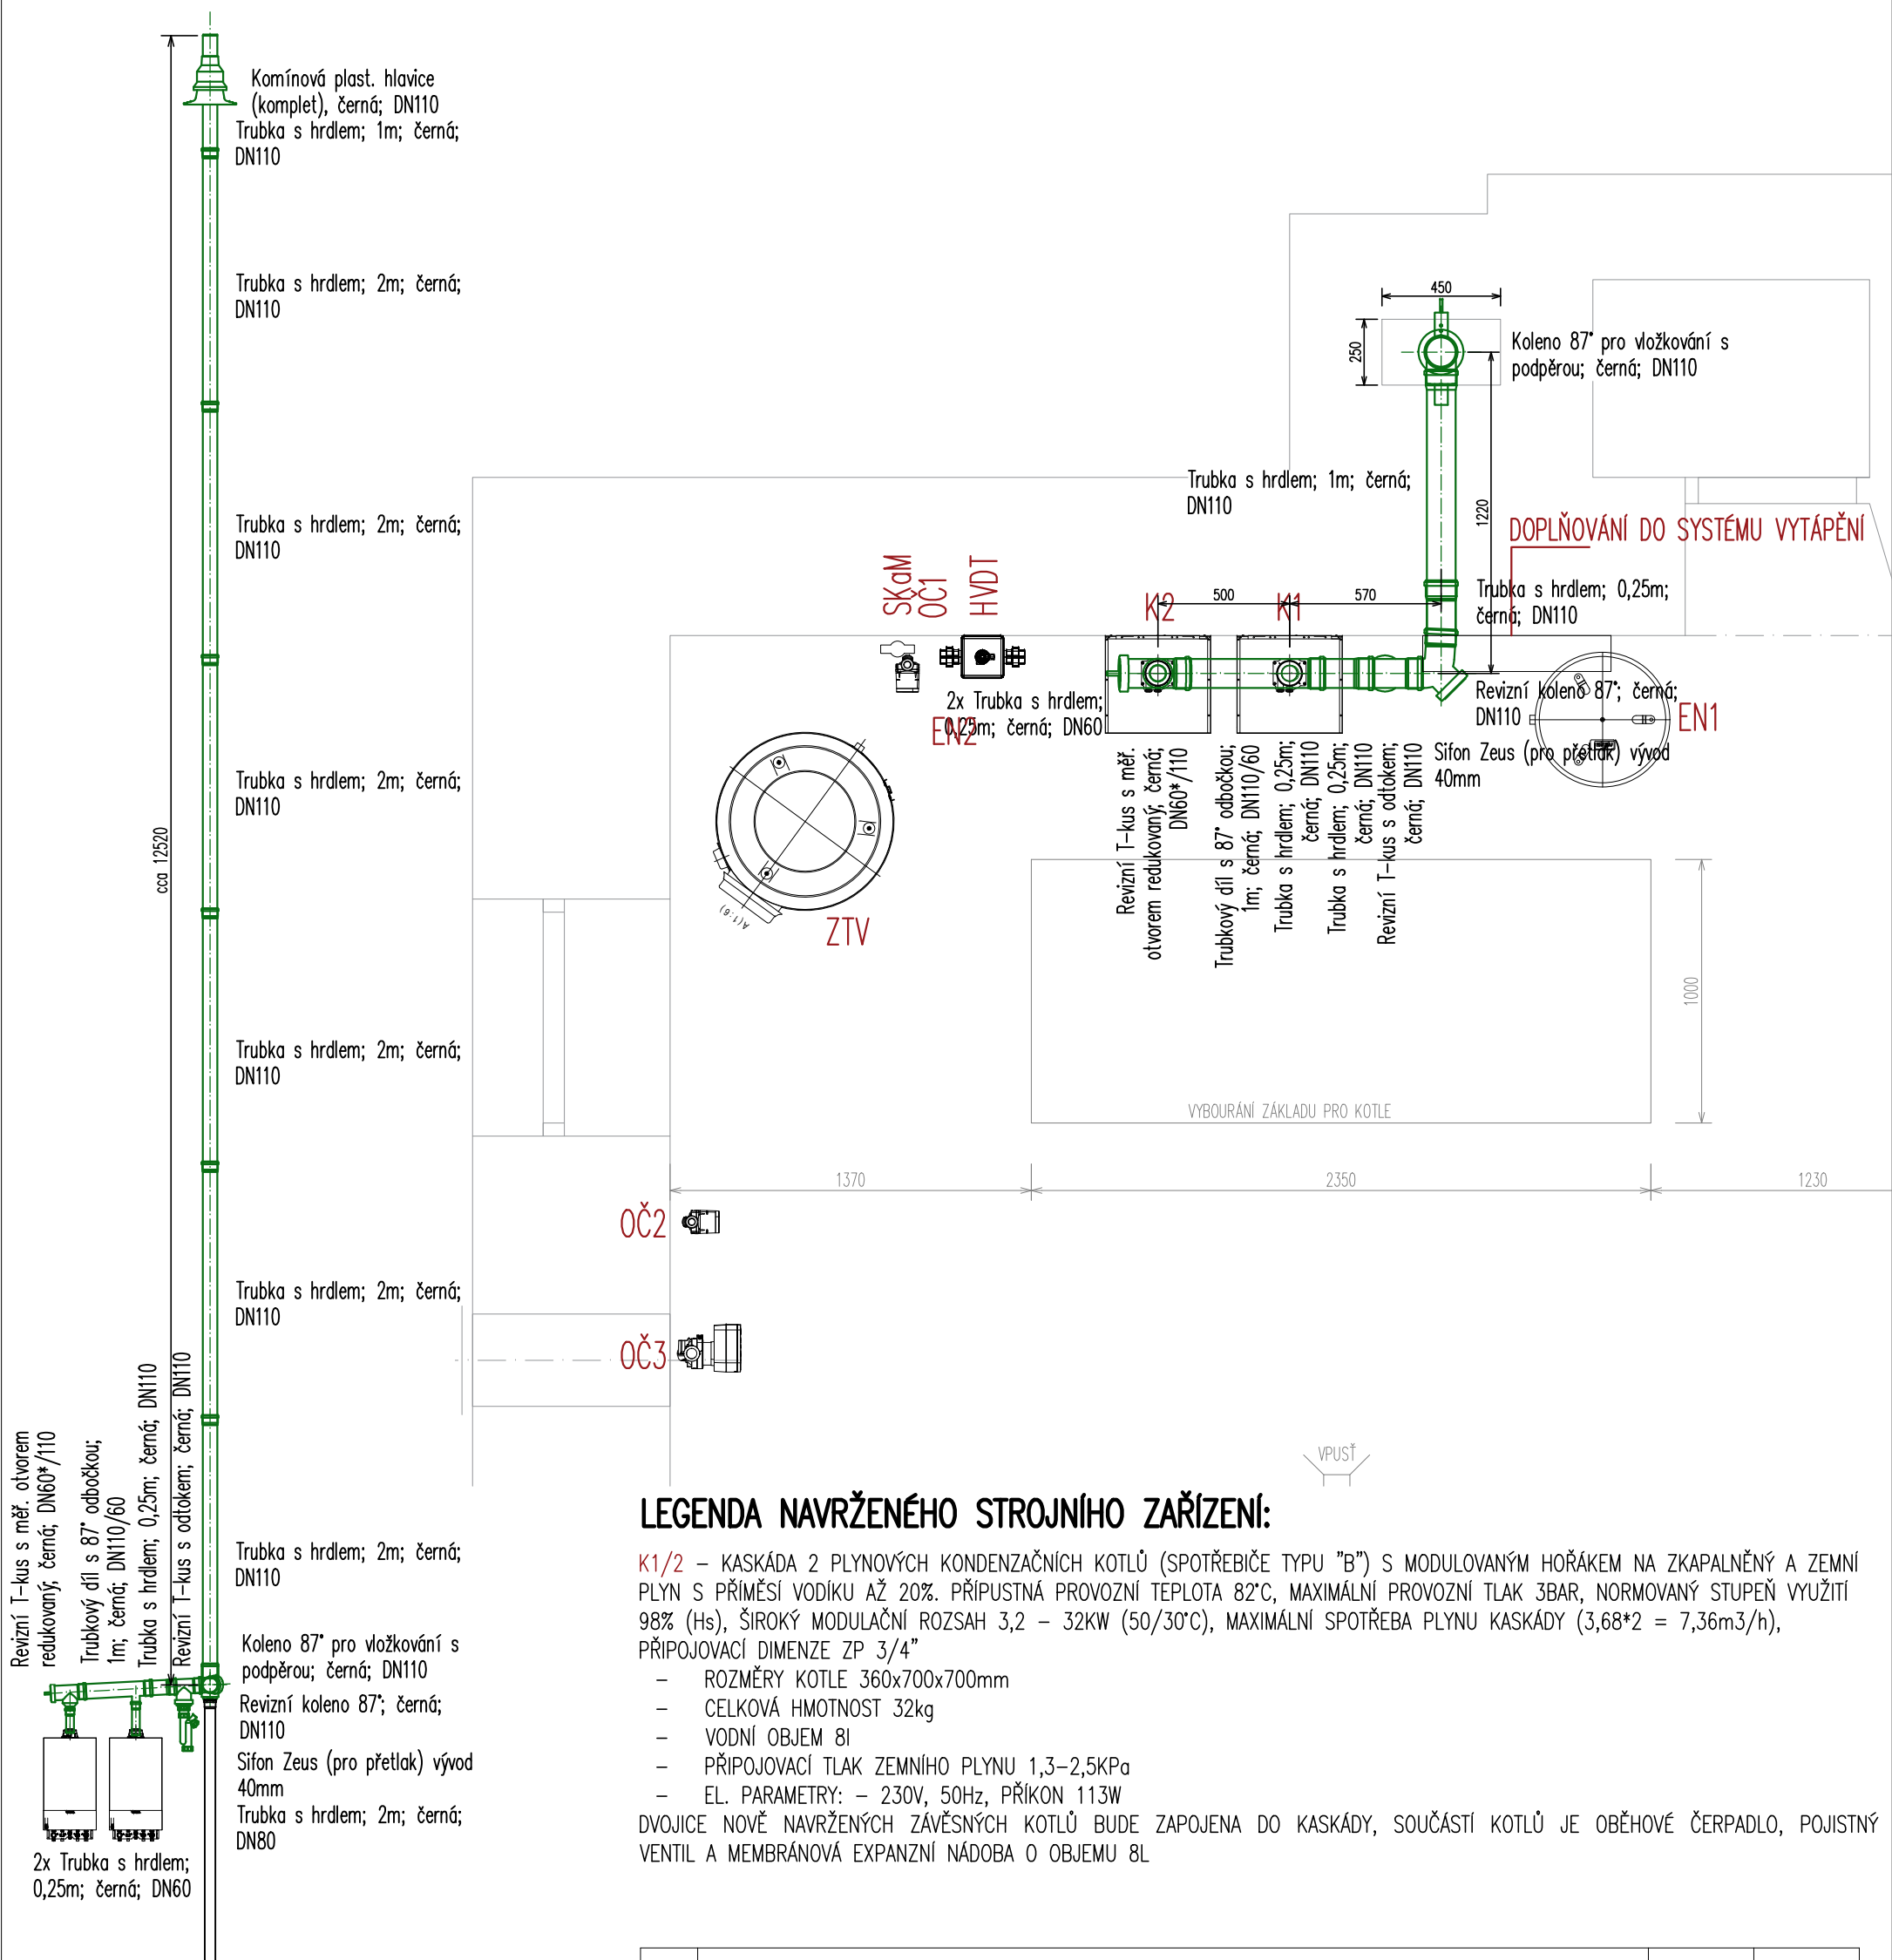 Komínová plast. hlavice
(komplet), černá; DN110
Trubka s hrdlem; 1m; černá;
DN110
Trubka s hrdlem; 2m; černá;
DN110
Trubka s hrdlem; 2m; černá;
DN110
Trubka s hrdlem; 2m; černá;
DN110
cca 12520
Trubka s hrdlem; 2m; černá;
DN110
Trubka s hrdlem; 2m; černá;
DN110
Trubka s hrdlem; 2m; černá;
DN110
Revizní T-kus s měř. otvorem
redukovaný, černá; DN60*/110
Trubkový díl s 87° odbočkou;
1m; černá; DN110/60
Trubka s hrdlem; 0,25m; černá; DN110
Revizní T-kus s odtokem; černá; DN110
Koleno 87° pro vložkování s
podpěrou; černá; DN110
Revizní koleno 87°; černá;
DN110
Sifon Zeus (pro přetlak) vývod
40mm
Trubka s hrdlem; 2m; černá;
DN80
2x Trubka s hrdlem;
0,25m; černá; DN60
450
250
Koleno 87° pro vložkování s
podpěrou; černá; DN110
1220
Trubka s hrdlem; 1m; černá;
DN110
DOPLŇOVÁNÍ DO SYSTÉMU VYTÁPĚNÍ
Trubka s hrdlem; 0,25m;
černá; DN110
SKaM
OČ1
HVDT
K2
500
K1
570
2x Trubka s hrdlem;
0,25m; černá; DN60
EN2
Revizní koleno 87°; černá;
DN110
EN1
Sifon Zeus (pro přetlak) vývod
40mm
Revizní T-kus s měř.
otvorem redukovaný, černá;
DN60*/110
Trubkový díl s 87° odbočkou;
1m; černá; DN110/60
Trubka s hrdlem; 0,25m;
černá; DN110
Trubka s hrdlem; 0,25m;
černá; DN110
Revizní T-kus s odtokem;
černá; DN110
A(1:6)
ZTV
1000
VYBOURÁNÍ ZÁKLADU PRO KOTLE
1370
2350
1230
OČ2
OČ3
VPUSŤ
LEGENDA NAVRŽENÉHO STROJNÍHO ZAŘÍZENÍ:
K1/2 – KASKÁDA 2 PLYNOVÝCH KONDENZAČNÍCH KOTLŮ (SPOTŘEBIČE TYPU "B") S MODULOVANÝM HOŘÁKEM NA ZKAPALNĚNÝ A ZEMNÍ
PLYN S PŘÍMĚSÍ VODÍKU AŽ 20%. PŘÍPUSTNÁ PROVOZNÍ TEPLOTA 82°C, MAXIMÁLNÍ PROVOZNÍ TLAK 3BAR, NORMOVANÝ STUPEŇ VYUŽITÍ
98% (Hs), ŠIROKÝ MODULAČNÍ ROZSAH 3,2 – 32KW (50/30°C), MAXIMÁLNÍ SPOTŘEBA PLYNU KASKÁDY (3,68*2 = 7,36m3/h),
PŘIPOJOVACÍ DIMENZE ZP 3/4"
– ROZMĚRY KOTLE 360x700x700mm
– CELKOVÁ HMOTNOST 32kg
– VODNÍ OBJEM 8l
– PŘIPOJOVACÍ TLAK ZEMNÍHO PLYNU 1,3–2,5KPa
– EL. PARAMETRY: – 230V, 50Hz, PŘÍKON 113W
DVOJICE NOVĚ NAVRŽENÝCH ZÁVĚSNÝCH KOTLŮ BUDE ZAPOJENA DO KASKÁDY, SOUČÁSTÍ KOTLŮ JE OBĚHOVÉ ČERPADLO, POJISTNÝ
VENTIL A MEMBRÁNOVÁ EXPANZNÍ NÁDOBA O OBJEMU 8L